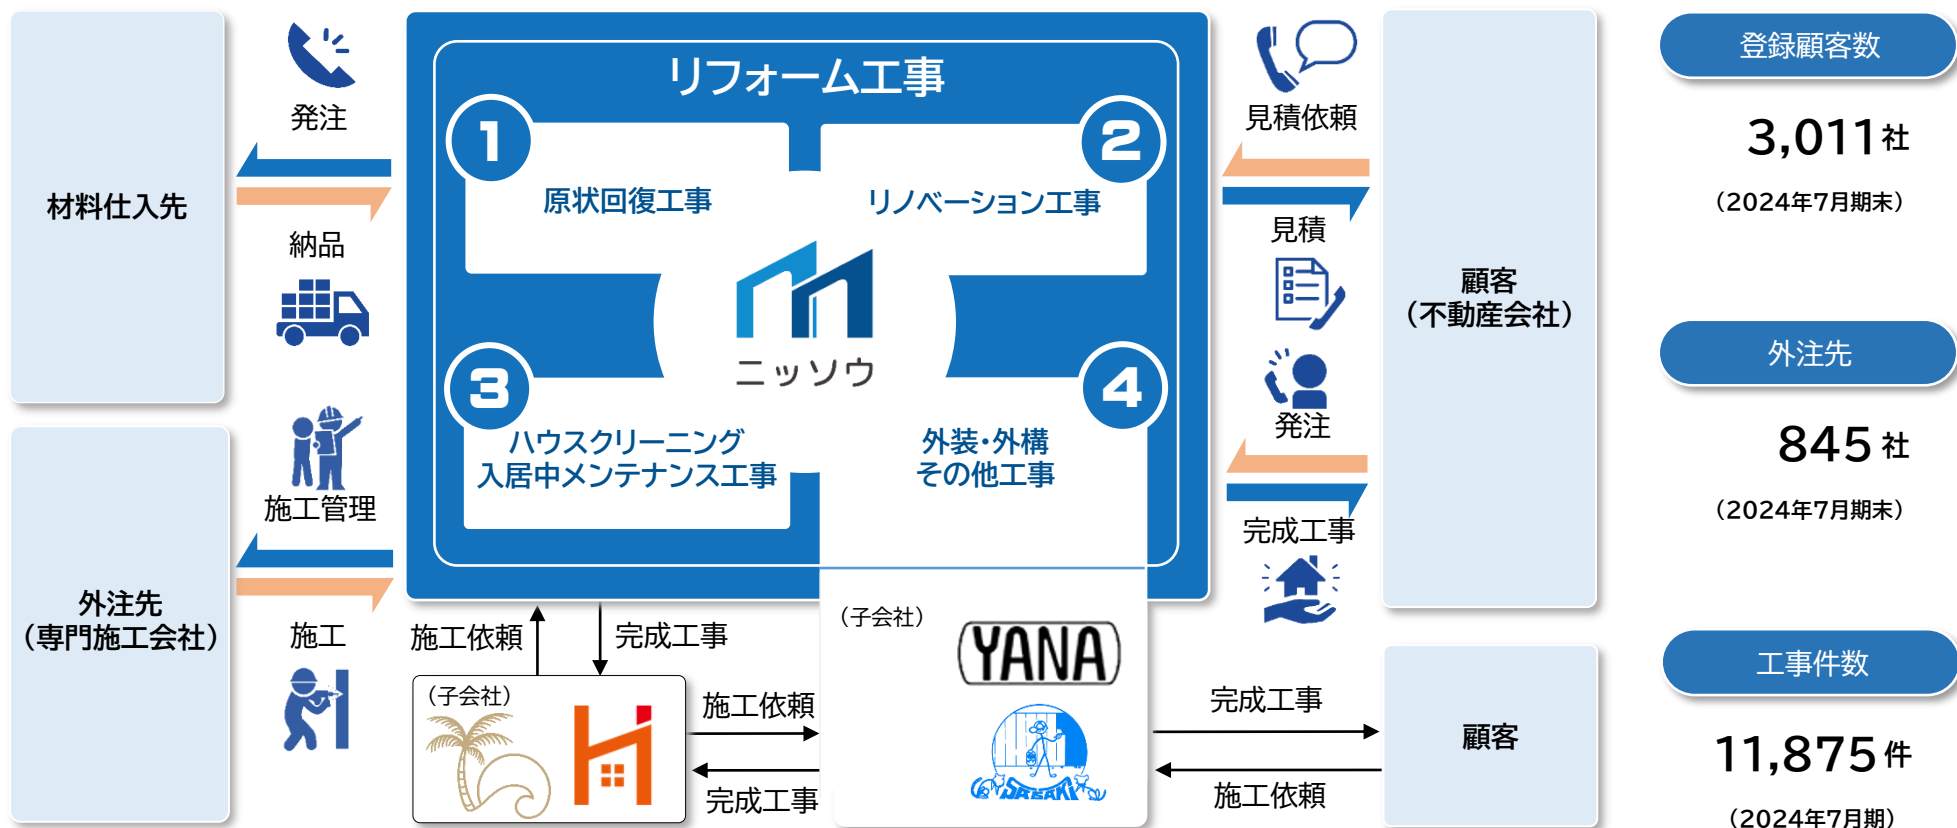 材料仕入先
外注先
（専門施工会社）
発注
納品
施工管理
施工
リフォーム工事
1
原状回復工事
2
リノベーション工事
ニッソウ
3
ハウスクリーニング
入居中メンテナンス工事
4
外装・外構
その他工事
施工依頼
完成工事
（子会社）
施工依頼
完成工事
（子会社）
YANA
SASAKI
見積依頼
見積
発注
完成工事
顧客
（不動産会社）
完成工事
施工依頼
顧客
登録顧客数
3,011社
（2024年7月期末）
外注先
845社
（2024年7月期末）
工事件数
11,875件
（2024年7月期）